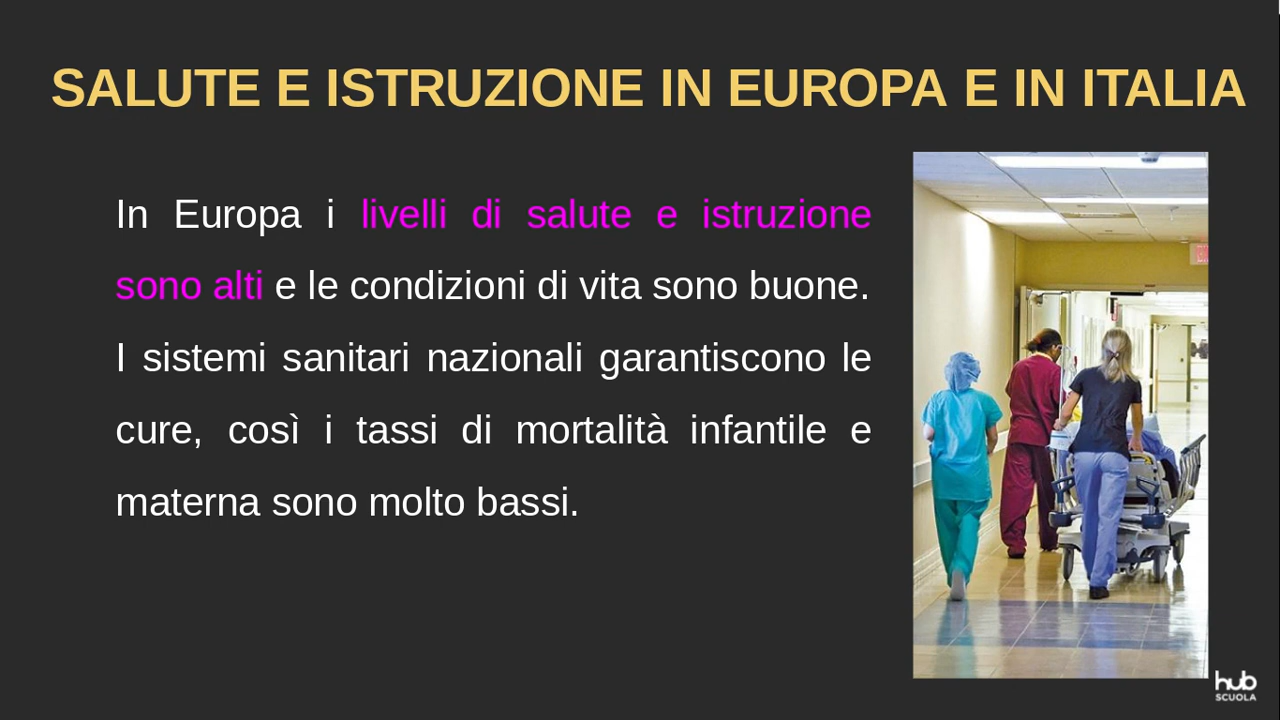 SALUTE E ISTRUZIONE IN EUROPA E IN ITALIA
In Europa i livelli di salute e istruzione
sono alti e le condizioni di vita sono buone.
I sistemi sanitari nazionali garantiscono le
cure, così i tassi di mortalità infantile e
materna sono molto bassi.
hub
SCUOLA